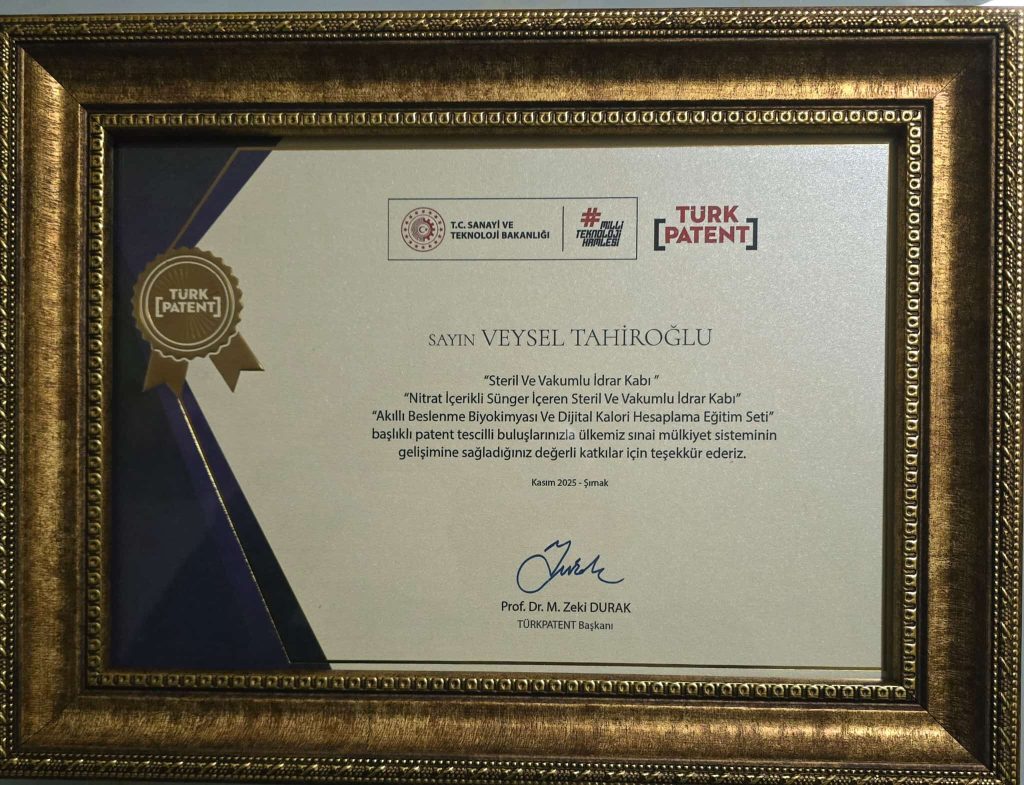 T.C. SANAYİ VE
TEKNOLOJİ BAKANLIĞI
#MİLLİ
TEKNOLOJİ
HAMLESİ
TÜRK
[PATENT]
TÜRK
[PATENT]
SAYIN VEYSEL TAHİROĞLU
“Steril Ve Vakumlu İdrar Kabı ”
“Nitrat İçerikli Sünger İçeren Steril Ve Vakumlu İdrar Kabı”
“Akıllı Beslenme Biyokimyası Ve Dijital Kalori Hesaplama Eğitim Seti”
başlıklı patent tescilli buluşlarınızla ülkemiz sınai mülkiyet sisteminin
gelişimine sağladığınız değerli katkılar için teşekkür ederiz.
Kasım 2025 - Şırnak
Prof. Dr. M. Zeki DURAK
TÜRKPATENT Başkanı